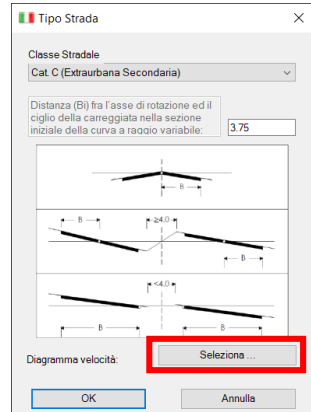 Tipo Strada
Classe Stradale
Cat. C (Extraurbana Secondaria)
Distanza (Bi) fra l'asse di rotazione ed il
ciglio della carreggiata nella sezione
iniziale della curva a raggio variabile:
3.75
B
B
≥4.0
B
<4.0
B
B
Diagramma velocità:
Seleziona ...
OK
Annulla